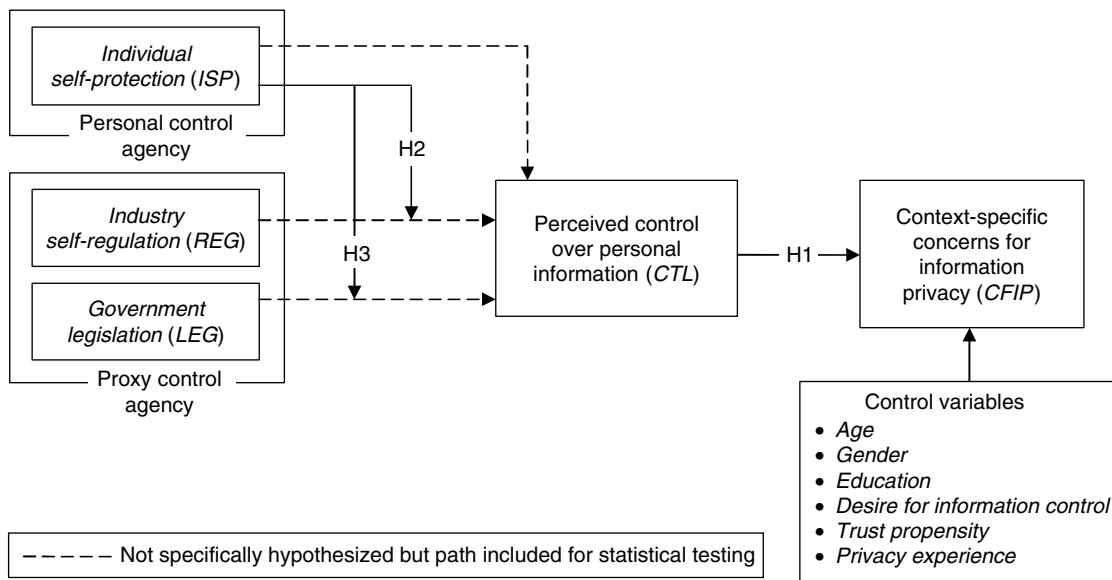 Individual
self-protection (ISP)
Personal control
agency
H2
Industry
self-regulation (REG)
H3
Government
legislation (LEG)
Proxy control
agency
Perceived control
over personal
information (CTL)
H1
Context-specific
concerns for
information
privacy (CFIP)
Control variables
• Age
• Gender
• Education
• Desire for information control
• Trust propensity
• Privacy experience
Not specifically hypothesized but path included for statistical testing